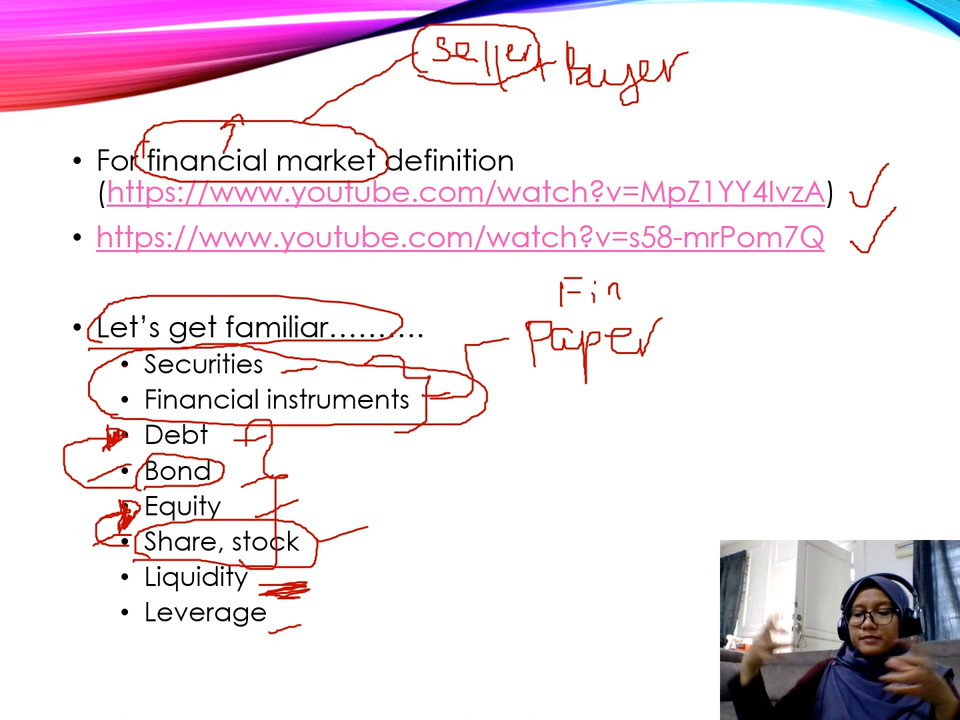 Seller + Buyer
• For financial market definition
(https://www.youtube.com/watch?v=MpZ1YY4IvzA)
• https://www.youtube.com/watch?v=s58-mrPom7Q
Fin
Paper
• Let's get familiar..........
• Securities
• Financial instruments
• Debt
• Bond
• Equity
• Share, stock
• Liquidity
• Leverage